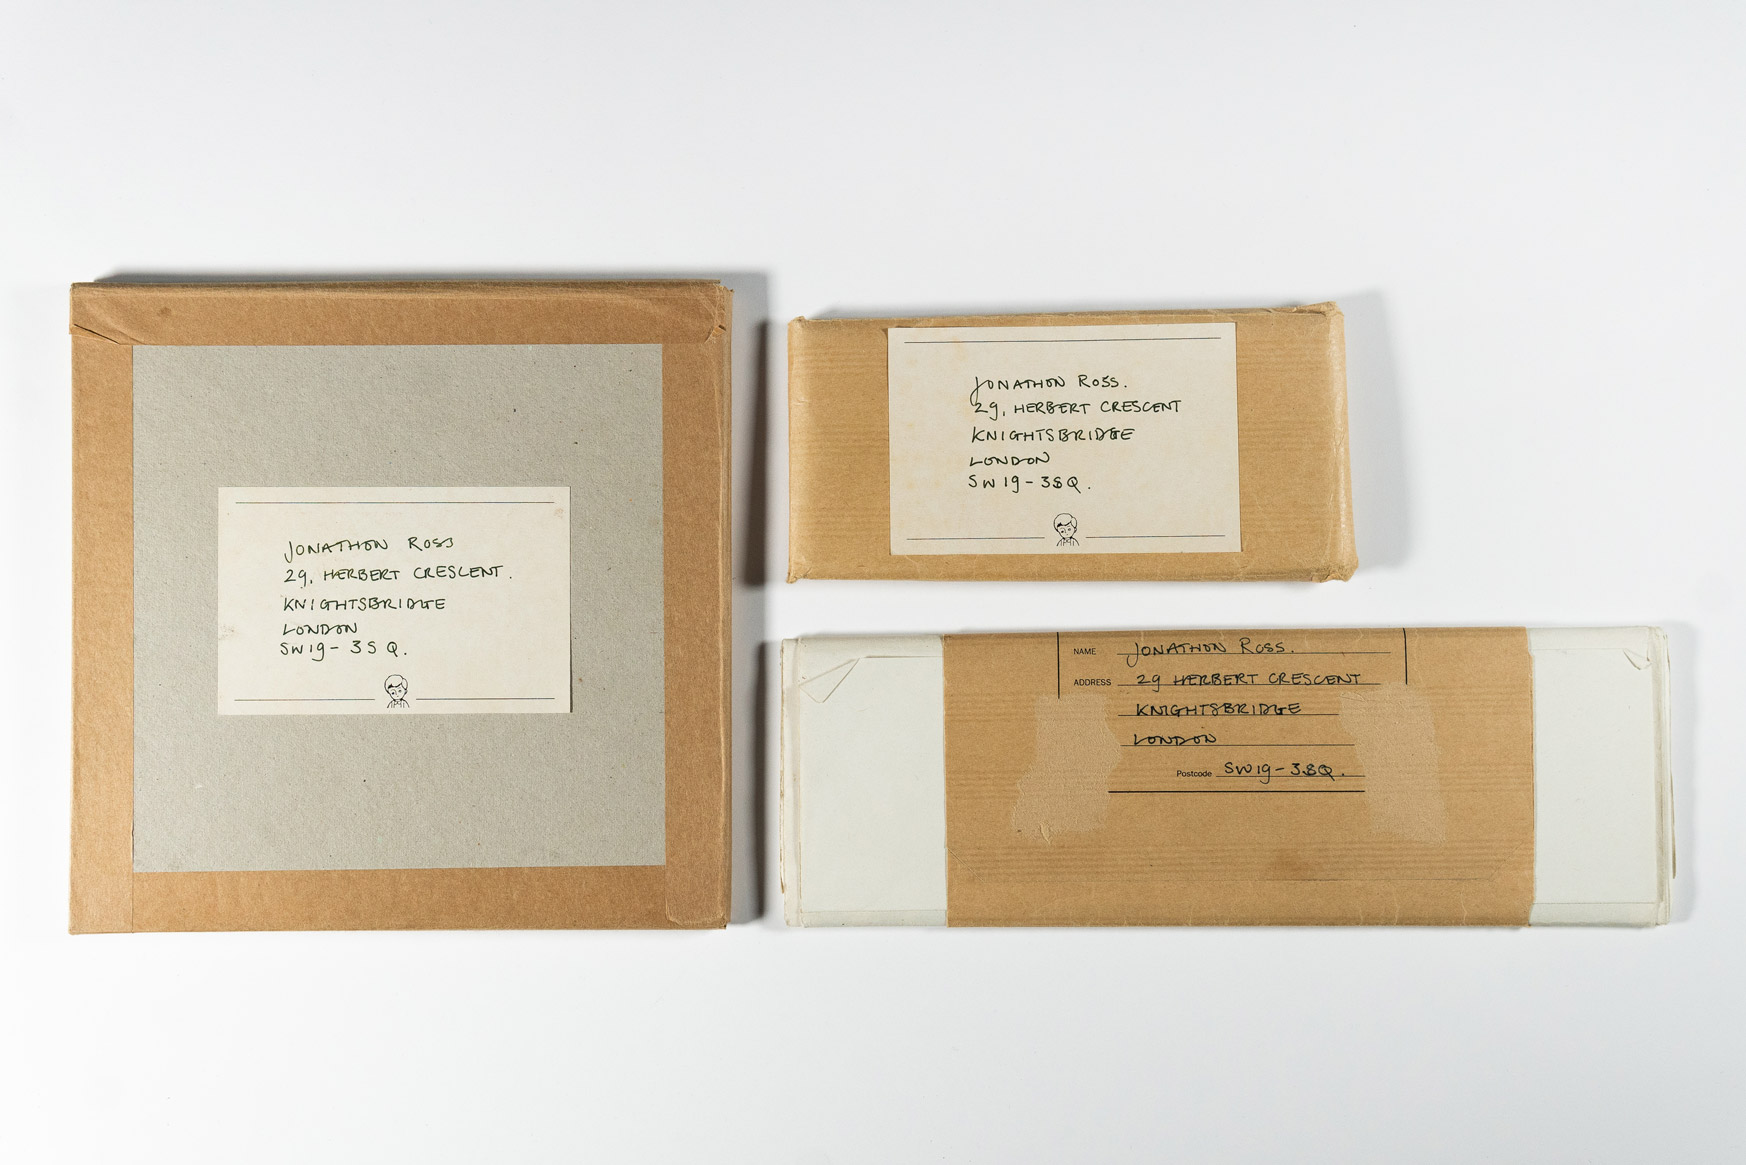 JONATHON ROSS
29, HERBERT CRESCENT.
KNIGHTSBRIDGE
LONDON
SW19-3SQ.
JONATHON ROSS.
29, HERBERT CRESCENT
KNIGHTSBRIDGE
LONDON
SW19-3SQ.
NAME JONATHON ROSS.
ADDRESS 29 HERBERT CRESCENT
KNIGHTSBRIDGE
LONDON
Postcode SW19-3SQ.